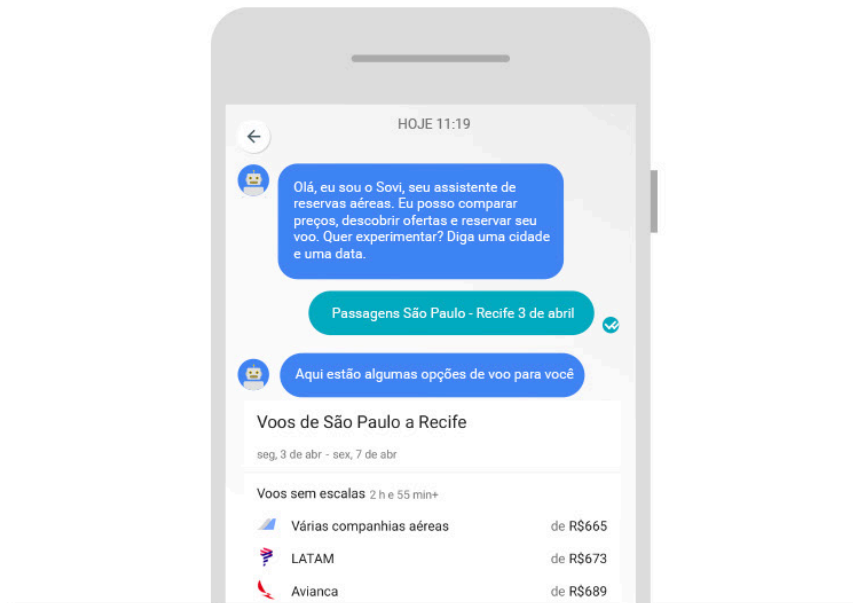 HOJE 11:19
Olá, eu sou o Sovi, seu assistente de
reservas aéreas. Eu posso comparar
preços, descobrir ofertas e reservar seu
voo. Quer experimentar? Diga uma cidade
e uma data.
Passagens São Paulo - Recife 3 de abril
Aqui estão algumas opções de voo para você
Voos de São Paulo a Recife
seg, 3 de abr - sex, 7 de abr
Voos sem escalas 2 h e 55 min+
Várias companhias aéreas de R$665
LATAM de R$673
Avianca de R$689